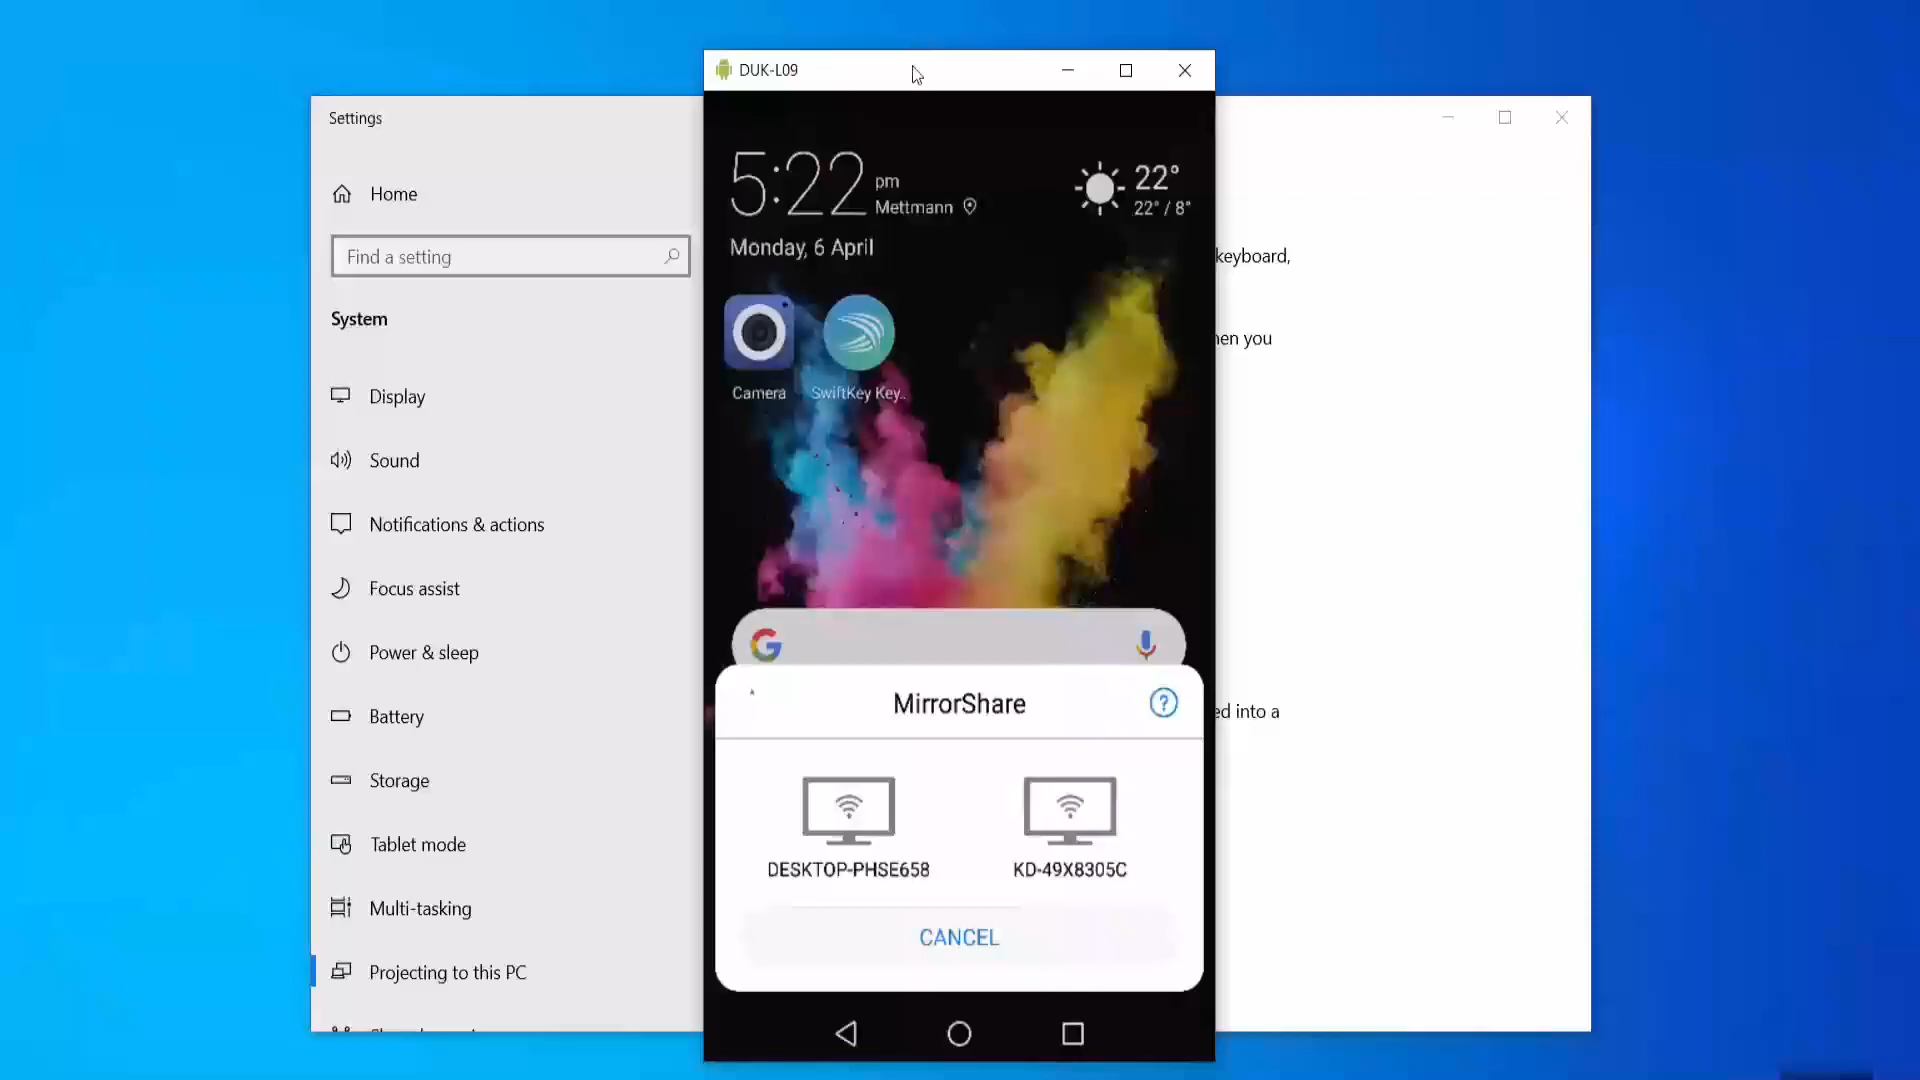 DUK-L09
Settings
Home
Find a setting
System
Display
Sound
Notifications & actions
Focus assist
Power & sleep
Battery
Storage
Tablet mode
Multi-tasking
Projecting to this PC
5:22 pm
Mettmann
Monday, 6 April
22°
22° / 8°
Camera
SwiftKey Key..
G
MirrorShare
?
DESKTOP-PHSE658
KD-49X8305C
CANCEL
keyboard,
en you
ed into a